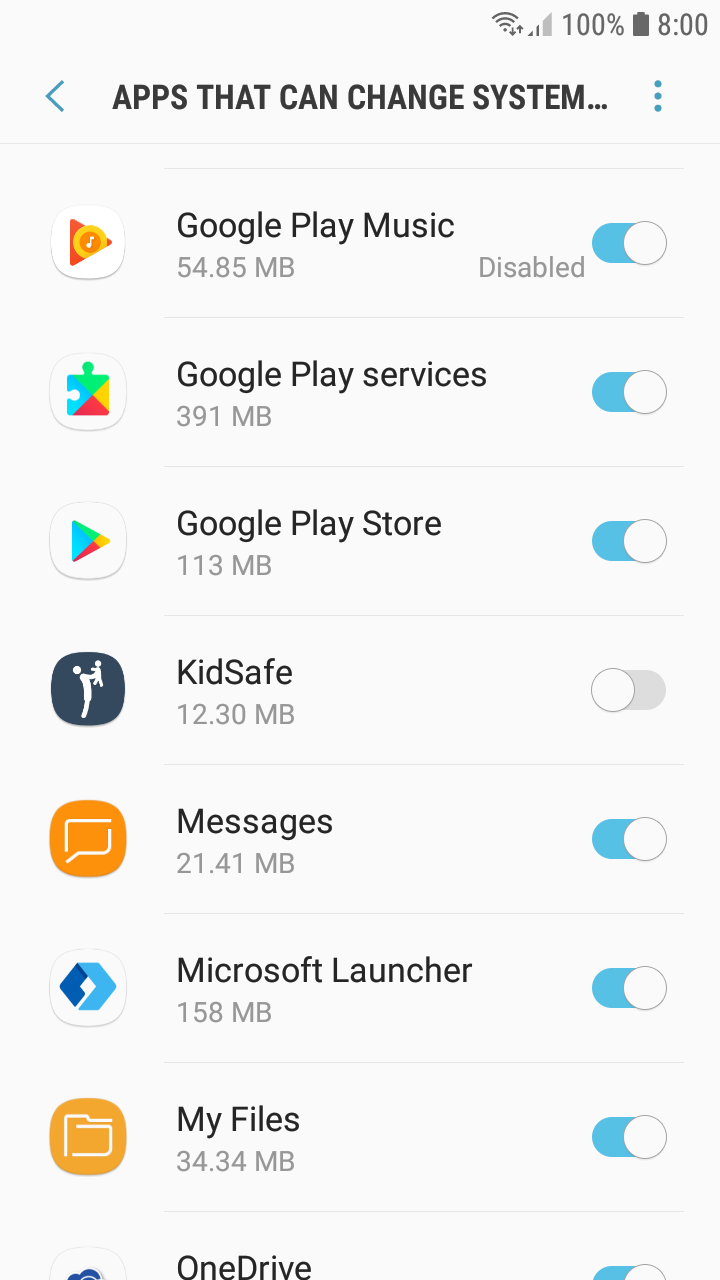 100% 8:00
APPS THAT CAN CHANGE SYSTEM...
Google Play Music
54.85 MB Disabled
Google Play services
391 MB
Google Play Store
113 MB
KidSafe
12.30 MB
Messages
21.41 MB
Microsoft Launcher
158 MB
My Files
34.34 MB
OneDrive